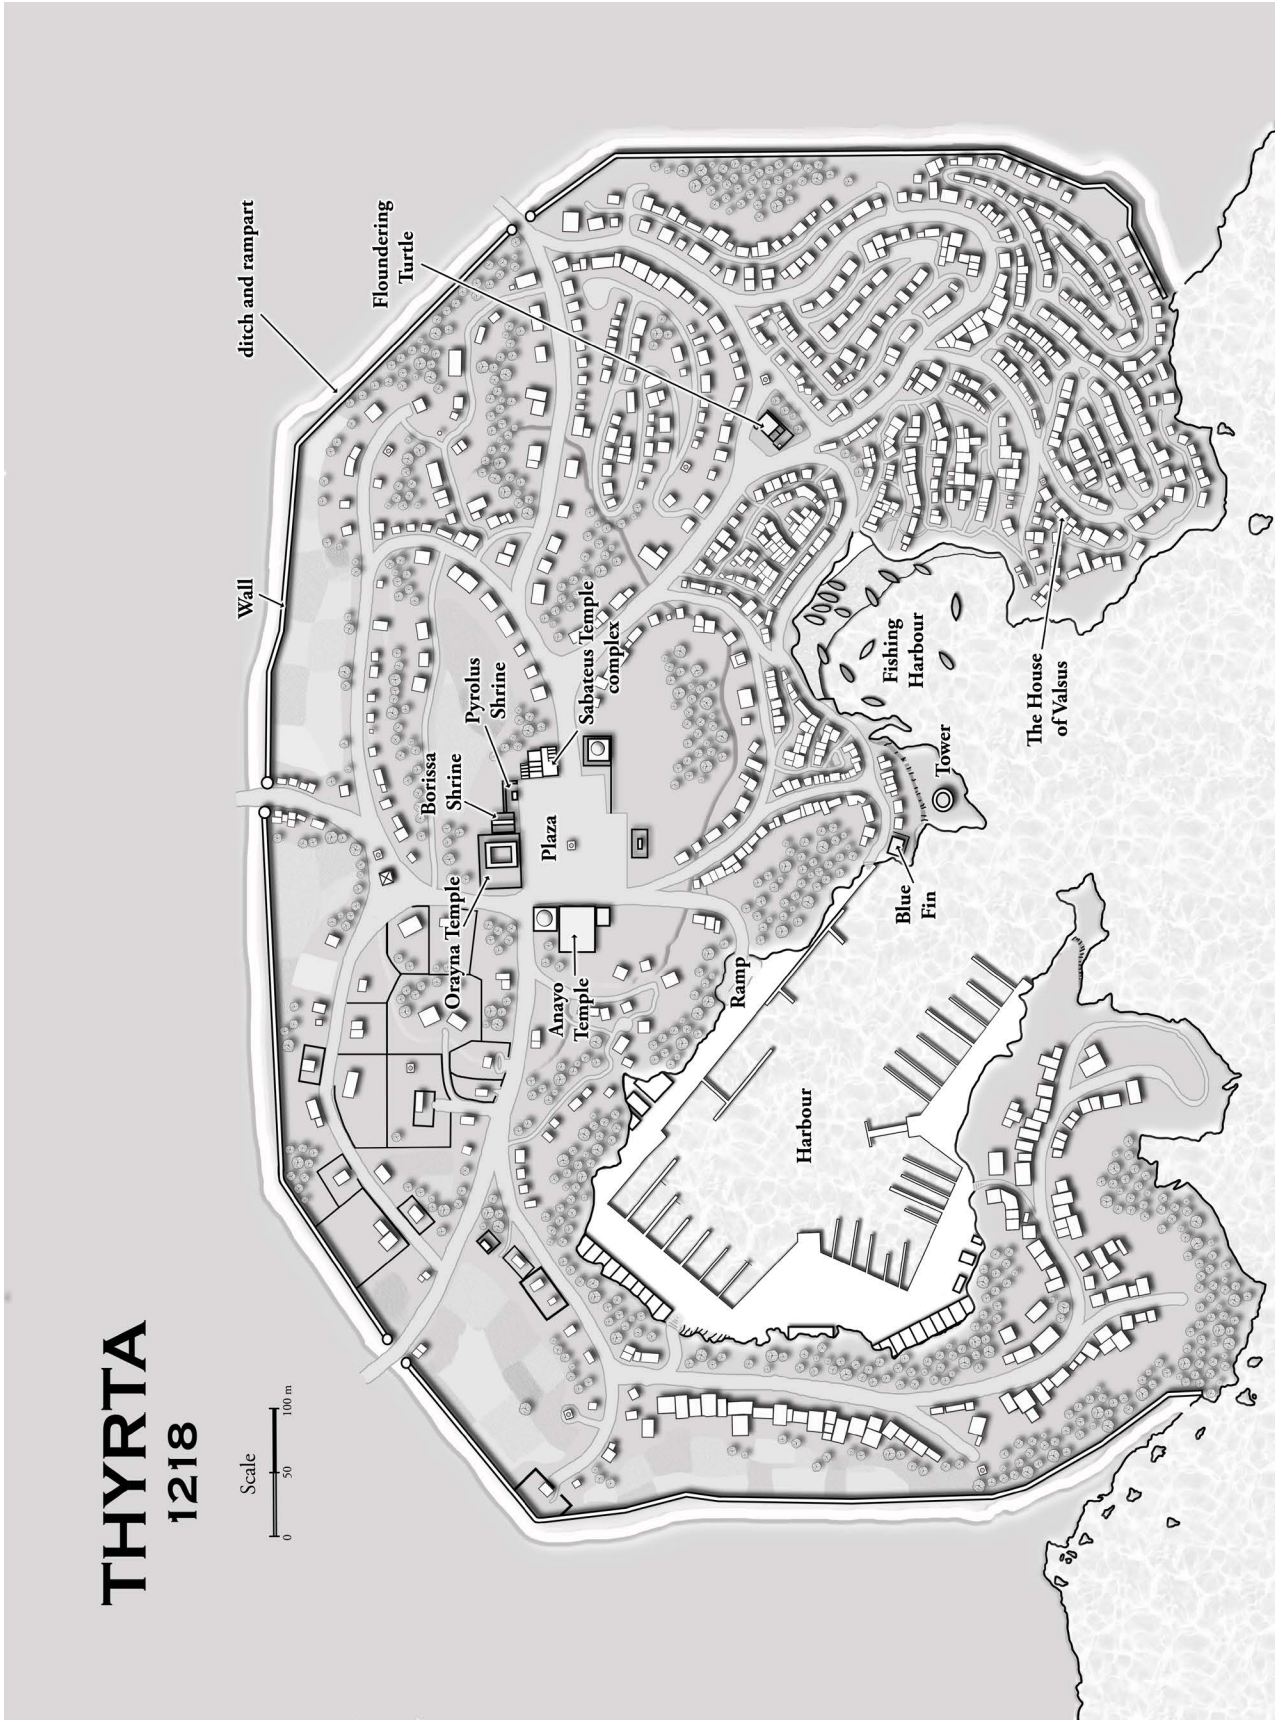 THYRTA
1218
Scale
0 50 100 m
ditch and rampart
Wall
Floundering
Turtle
Pyrolus
Shrine
Borissa
Shrine
Sabateus Temple
complex
Orayna Temple
Plaza
Anayo
Temple
Ramp
Harbour
Fishing
Harbour
Blue
Fin
Tower
The House
of Valsus